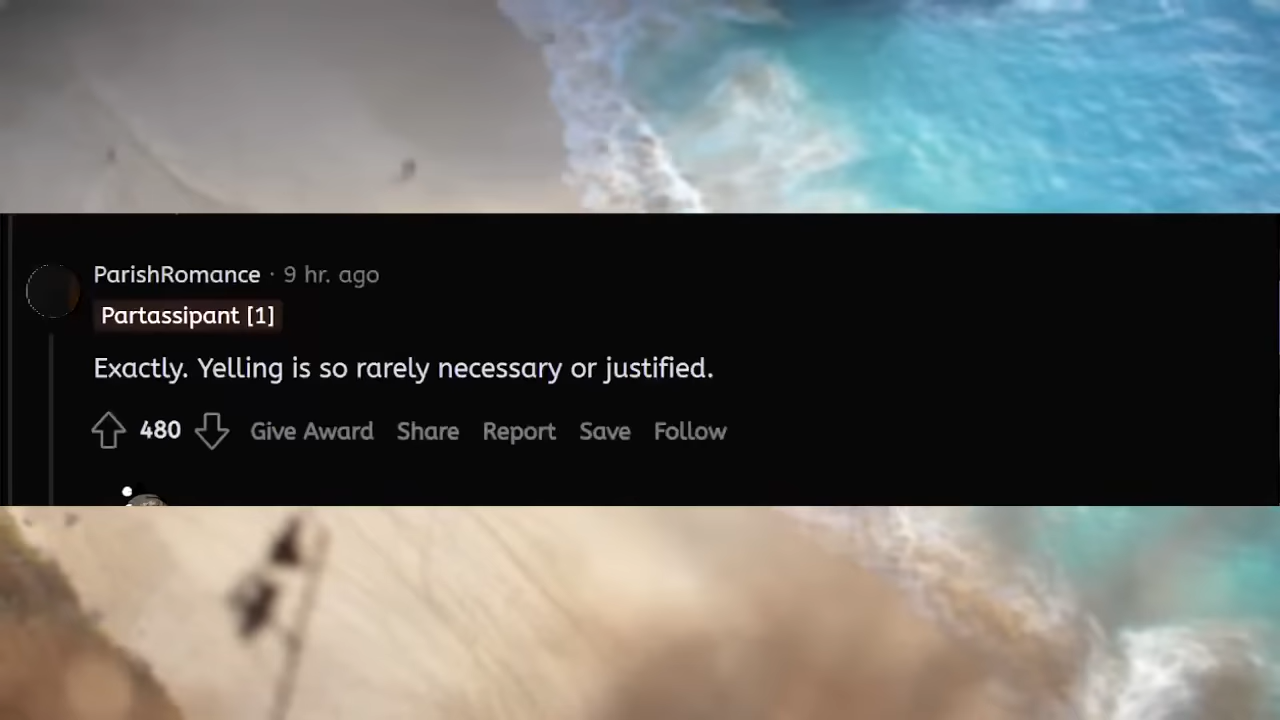 ParishRomance · 9 hr. ago
Partassipant [1]
Exactly. Yelling is so rarely necessary or justified.
480 Give Award Share Report Save Follow